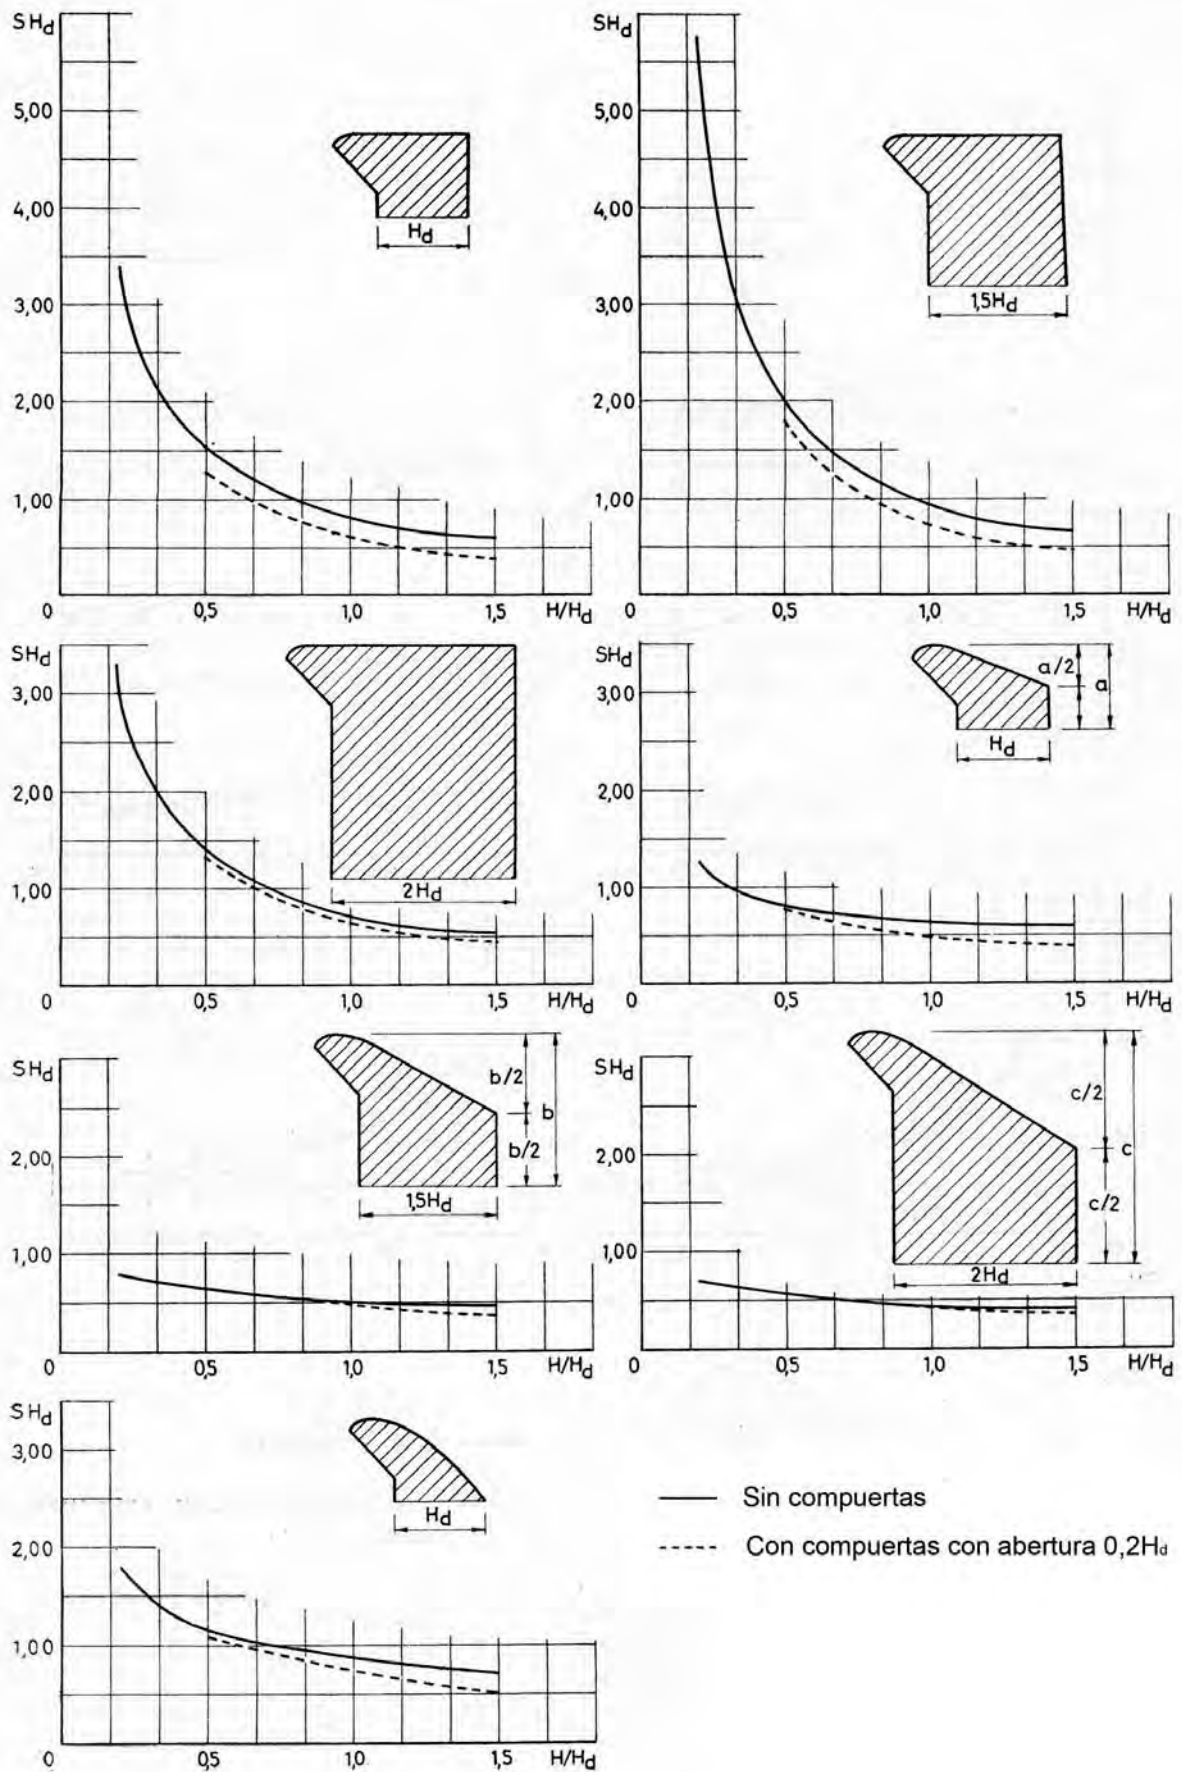 SHd
5,00
4,00
3,00
2,00
1,00
0
0,5
1,0
1,5
H/Hd
Hd
SHd
5,00
4,00
3,00
2,00
1,00
0
0,5
1,0
1,5
H/Hd
1,5Hd
SHd
3,00
2,00
1,00
0
0,5
1,0
1,5
H/Hd
2Hd
SHd
3,00
2,00
1,00
0
0,5
1,0
1,5
H/Hd
a/2
a
Hd
SHd
2,00
1,00
0
0,5
1,0
1,5
H/Hd
b/2
b
b/2
1,5Hd
SHd
2,00
1,00
0
0,5
1,0
1,5
H/Hd
c/2
c
c/2
2Hd
SHd
3,00
2,00
1,00
0
0,5
1,0
1,5
H/Hd
Hd
Sin compuertas
Con compuertas con abertura 0,2Hd